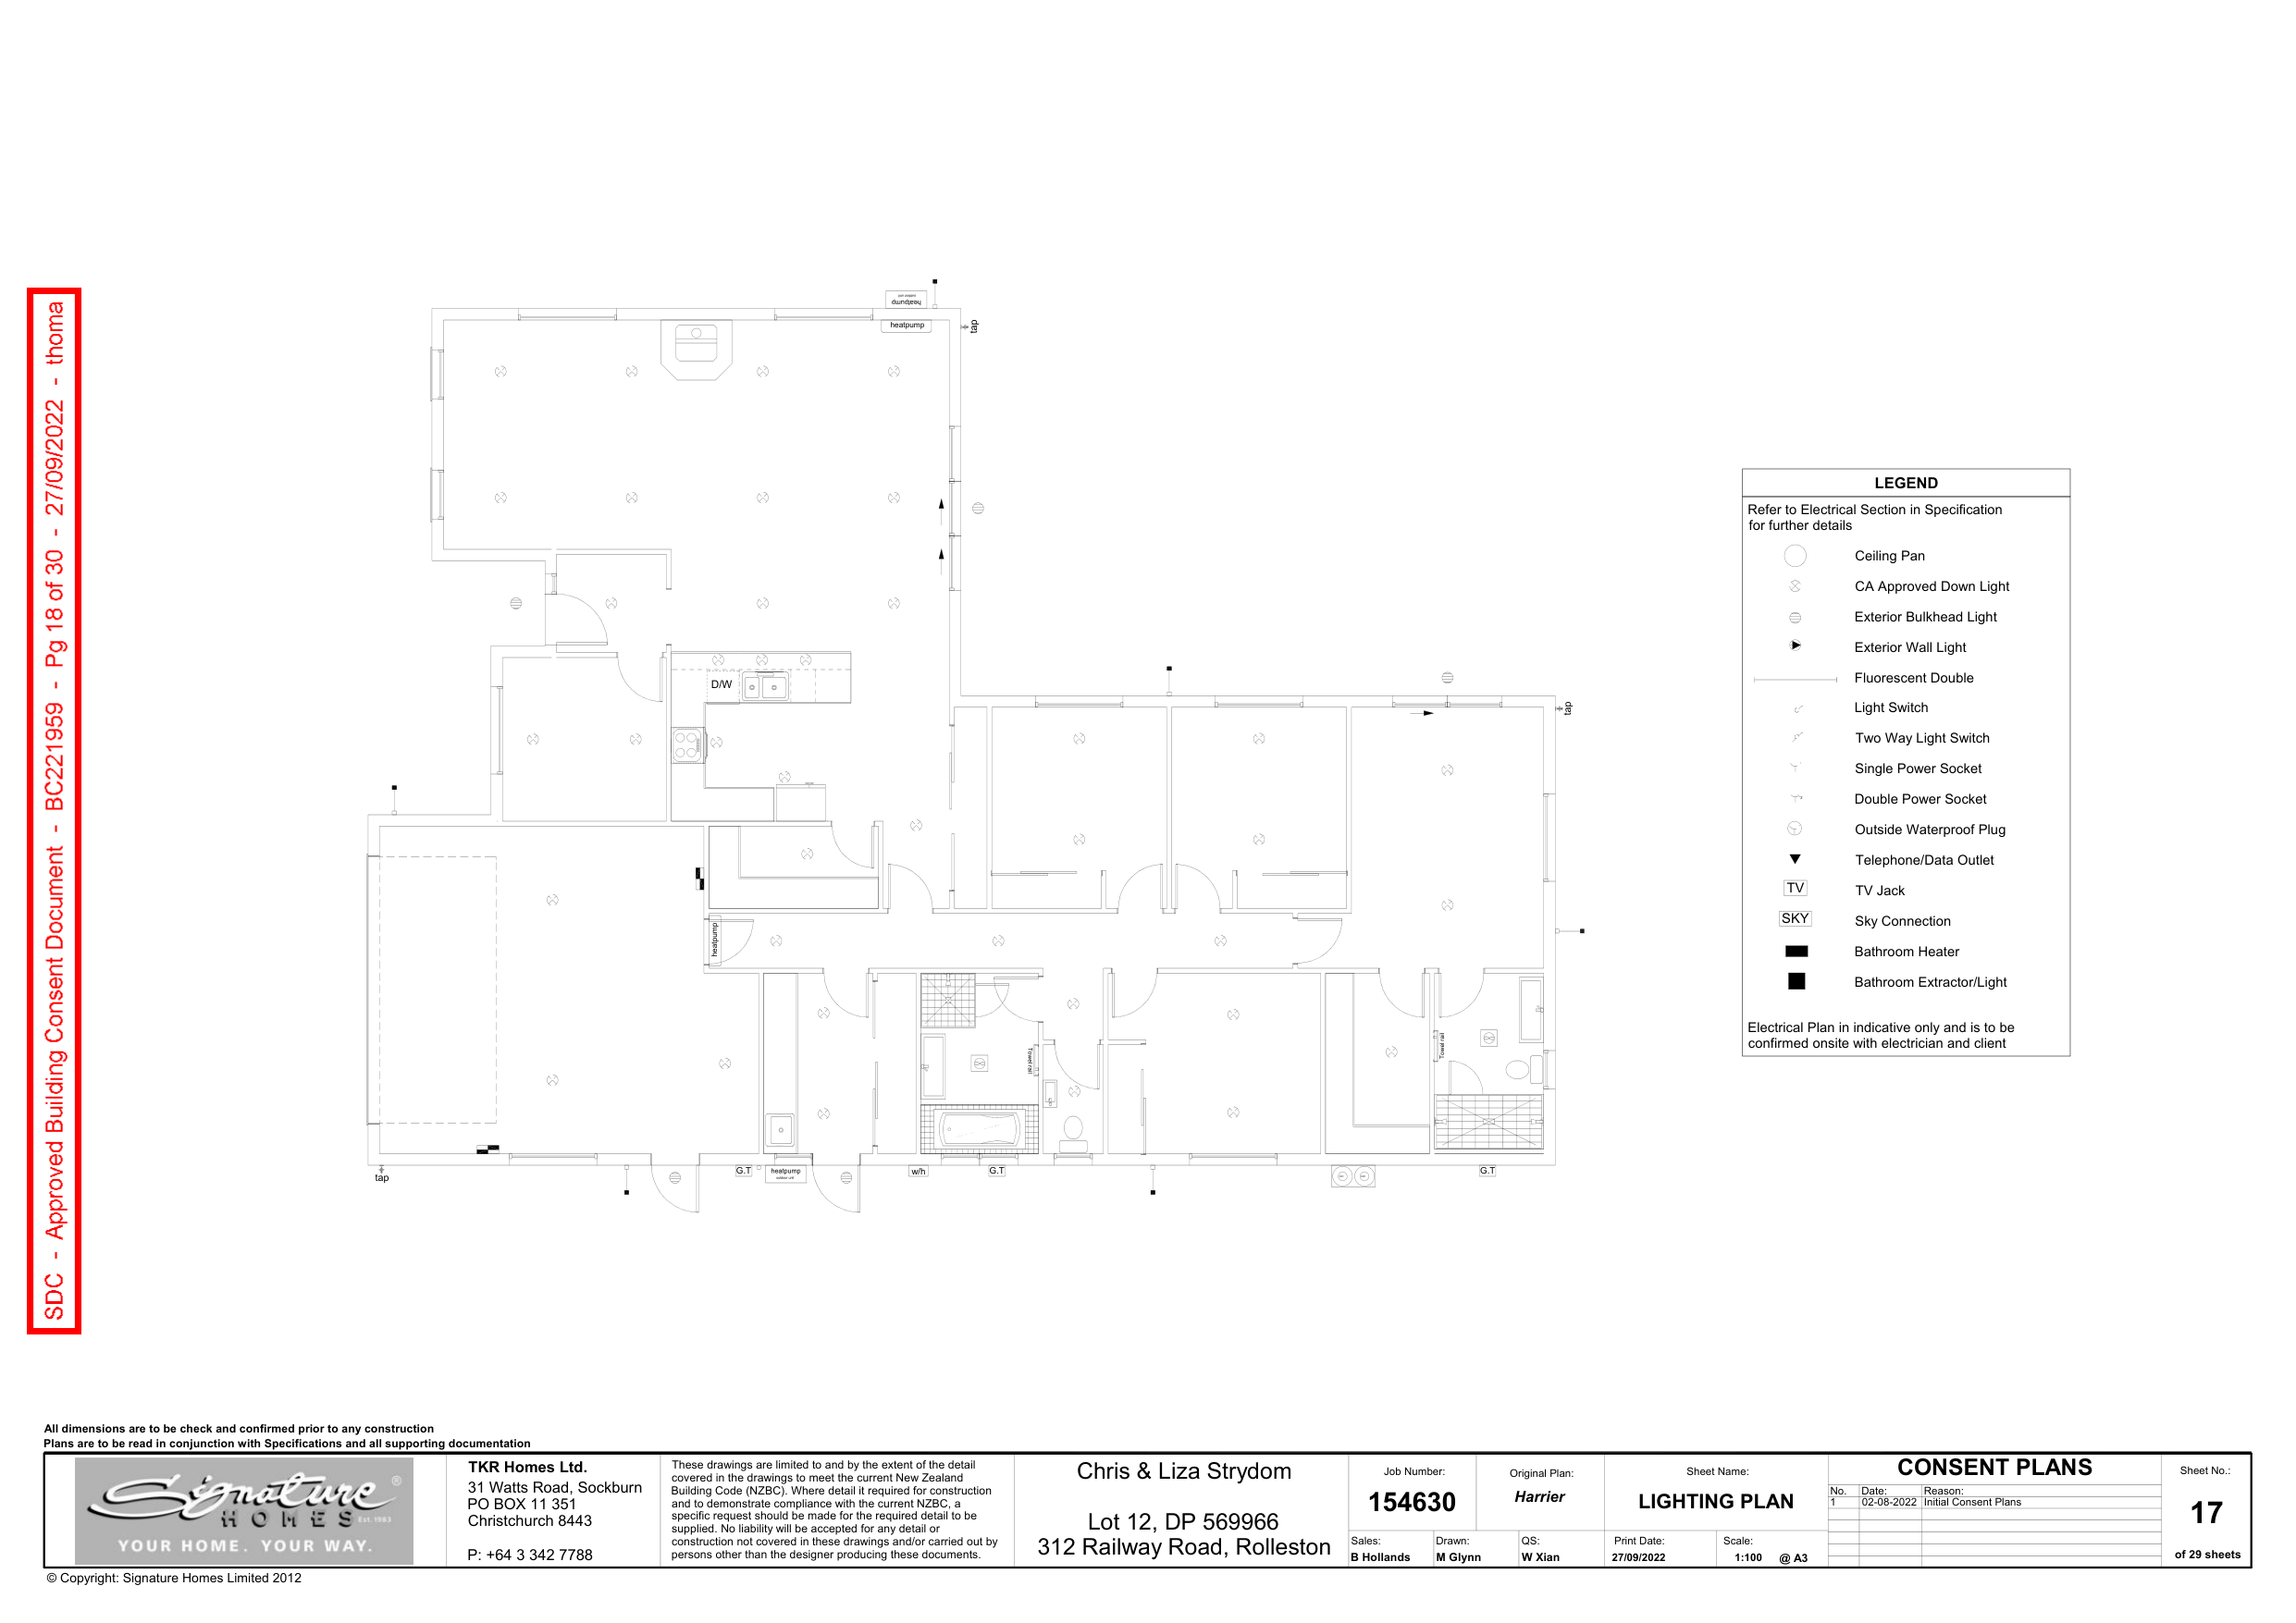 SDC - Approved Building Consent Document - BC221959 - Pg 18 of 30 - 27/09/2022 - thoma
heatpump
heatpump
tap
D/W
tap
heatpump
Towel rail
Towel rail
tap
G.T
heatpump
outdoor unit
w/h
G.T
G.T
LEGEND
Refer to Electrical Section in Specification
for further details
Ceiling Pan
CA Approved Down Light
Exterior Bulkhead Light
Exterior Wall Light
Fluorescent Double
Light Switch
Two Way Light Switch
Single Power Socket
Double Power Socket
Outside Waterproof Plug
Telephone/Data Outlet
TV TV Jack
SKY Sky Connection
Bathroom Heater
Bathroom Extractor/Light
Electrical Plan in indicative only and is to be
confirmed onsite with electrician and client
All dimensions are to be check and confirmed prior to any construction
Plans are to be read in conjunction with Specifications and all supporting documentation
Signature ®
HOMES Est. 1983
YOUR HOME. YOUR WAY.
TKR Homes Ltd.
31 Watts Road, Sockburn
PO BOX 11 351
Christchurch 8443
P: +64 3 342 7788
These drawings are limited to and by the extent of the detail
covered in the drawings to meet the current New Zealand
Building Code (NZBC). Where detail it required for construction
and to demonstrate compliance with the current NZBC, a
specific request should be made for the required detail to be
supplied. No liability will be accepted for any detail or
construction not covered in these drawings and/or carried out by
persons other than the designer producing these documents.
Chris & Liza Strydom
Lot 12, DP 569966
312 Railway Road, Rolleston
Job Number:
154630
Original Plan:
Harrier
Sheet Name:
LIGHTING PLAN
Sales:
B Hollands
Drawn:
M Glynn
QS:
W Xian
Print Date:
27/09/2022
Scale:
1:100 @ A3
CONSENT PLANS
No. Date: Reason:
1 02-08-2022 Initial Consent Plans
Sheet No.:
17
of 29 sheets
© Copyright: Signature Homes Limited 2012